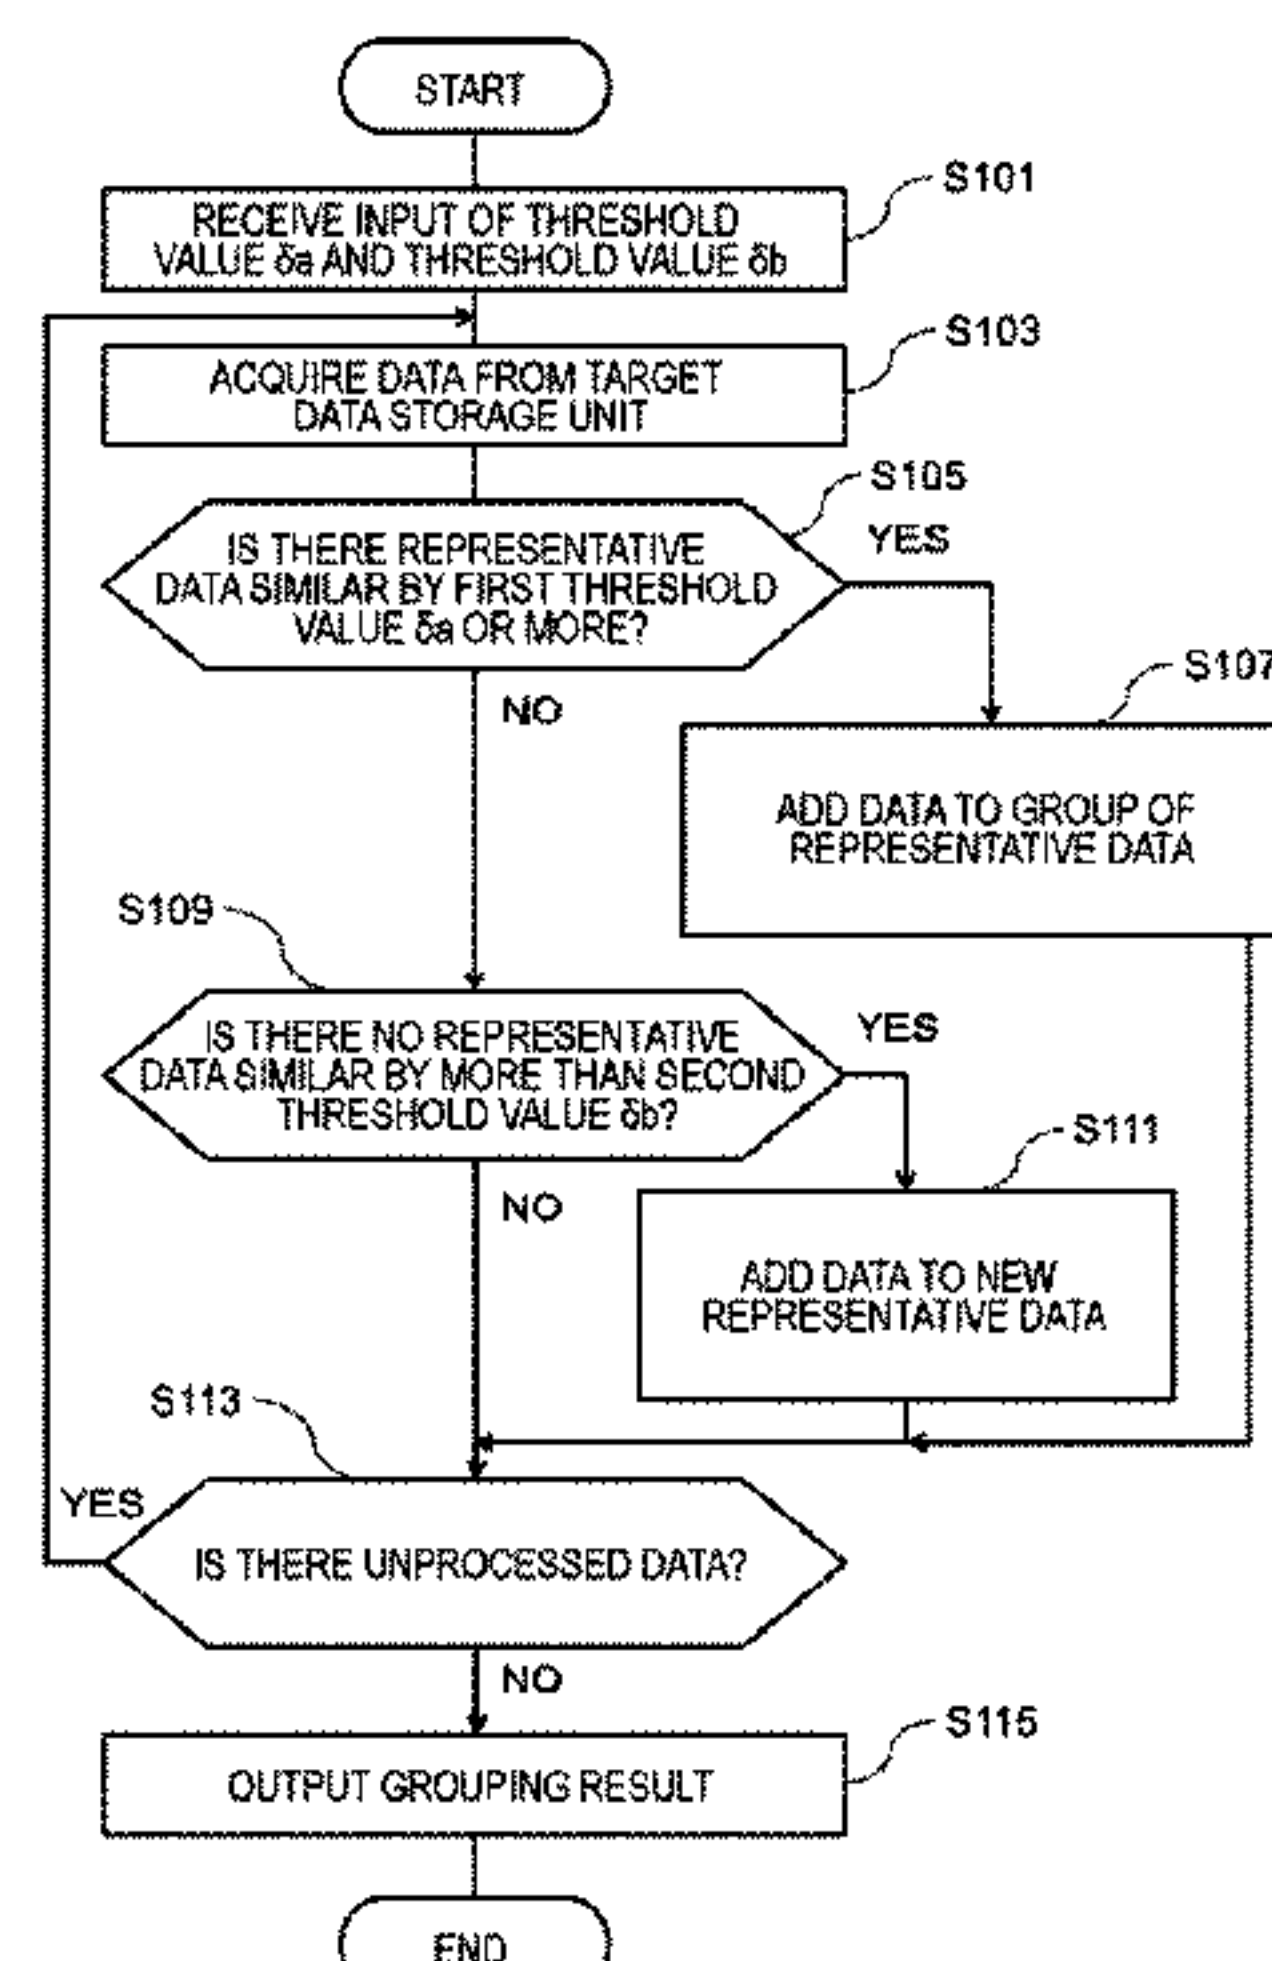 START
S101
RECEIVE INPUT OF THRESHOLD
VALUE δa AND THRESHOLD VALUE δb
S103
ACQUIRE DATA FROM TARGET
DATA STORAGE UNIT
S105
IS THERE REPRESENTATIVE
DATA SIMILAR BY FIRST THRESHOLD
VALUE δa OR MORE?
YES
NO
S107
ADD DATA TO GROUP OF
REPRESENTATIVE DATA
S109
IS THERE NO REPRESENTATIVE
DATA SIMILAR BY MORE THAN SECOND
THRESHOLD VALUE δb?
YES
NO
S111
ADD DATA TO NEW
REPRESENTATIVE DATA
S113
YES
IS THERE UNPROCESSED DATA?
NO
S115
OUTPUT GROUPING RESULT
END